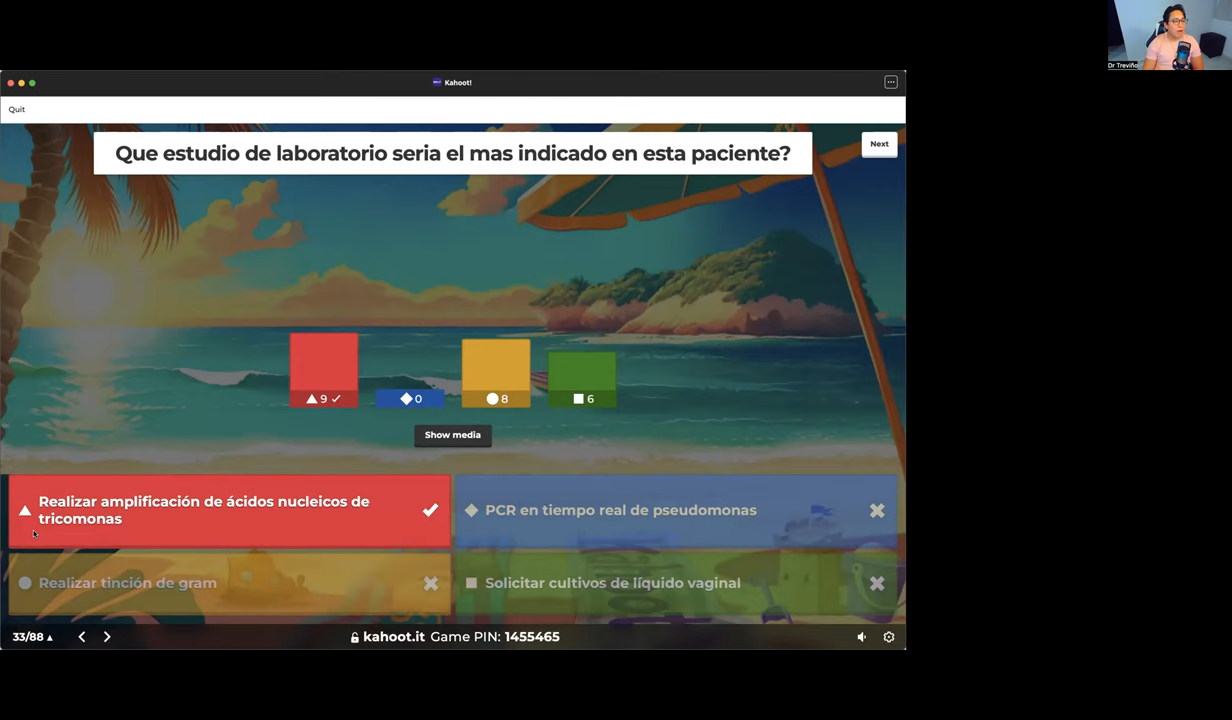 Dr Treviño
Kahoot!
Quit
Que estudio de laboratorio seria el mas indicado en esta paciente?
Next
9
0
8
6
Show media
Realizar amplificación de ácidos nucleicos de
tricomonas
PCR en tiempo real de pseudomonas
Realizar tinción de gram
Solicitar cultivos de líquido vaginal
33/88
kahoot.it Game PIN: 1455465